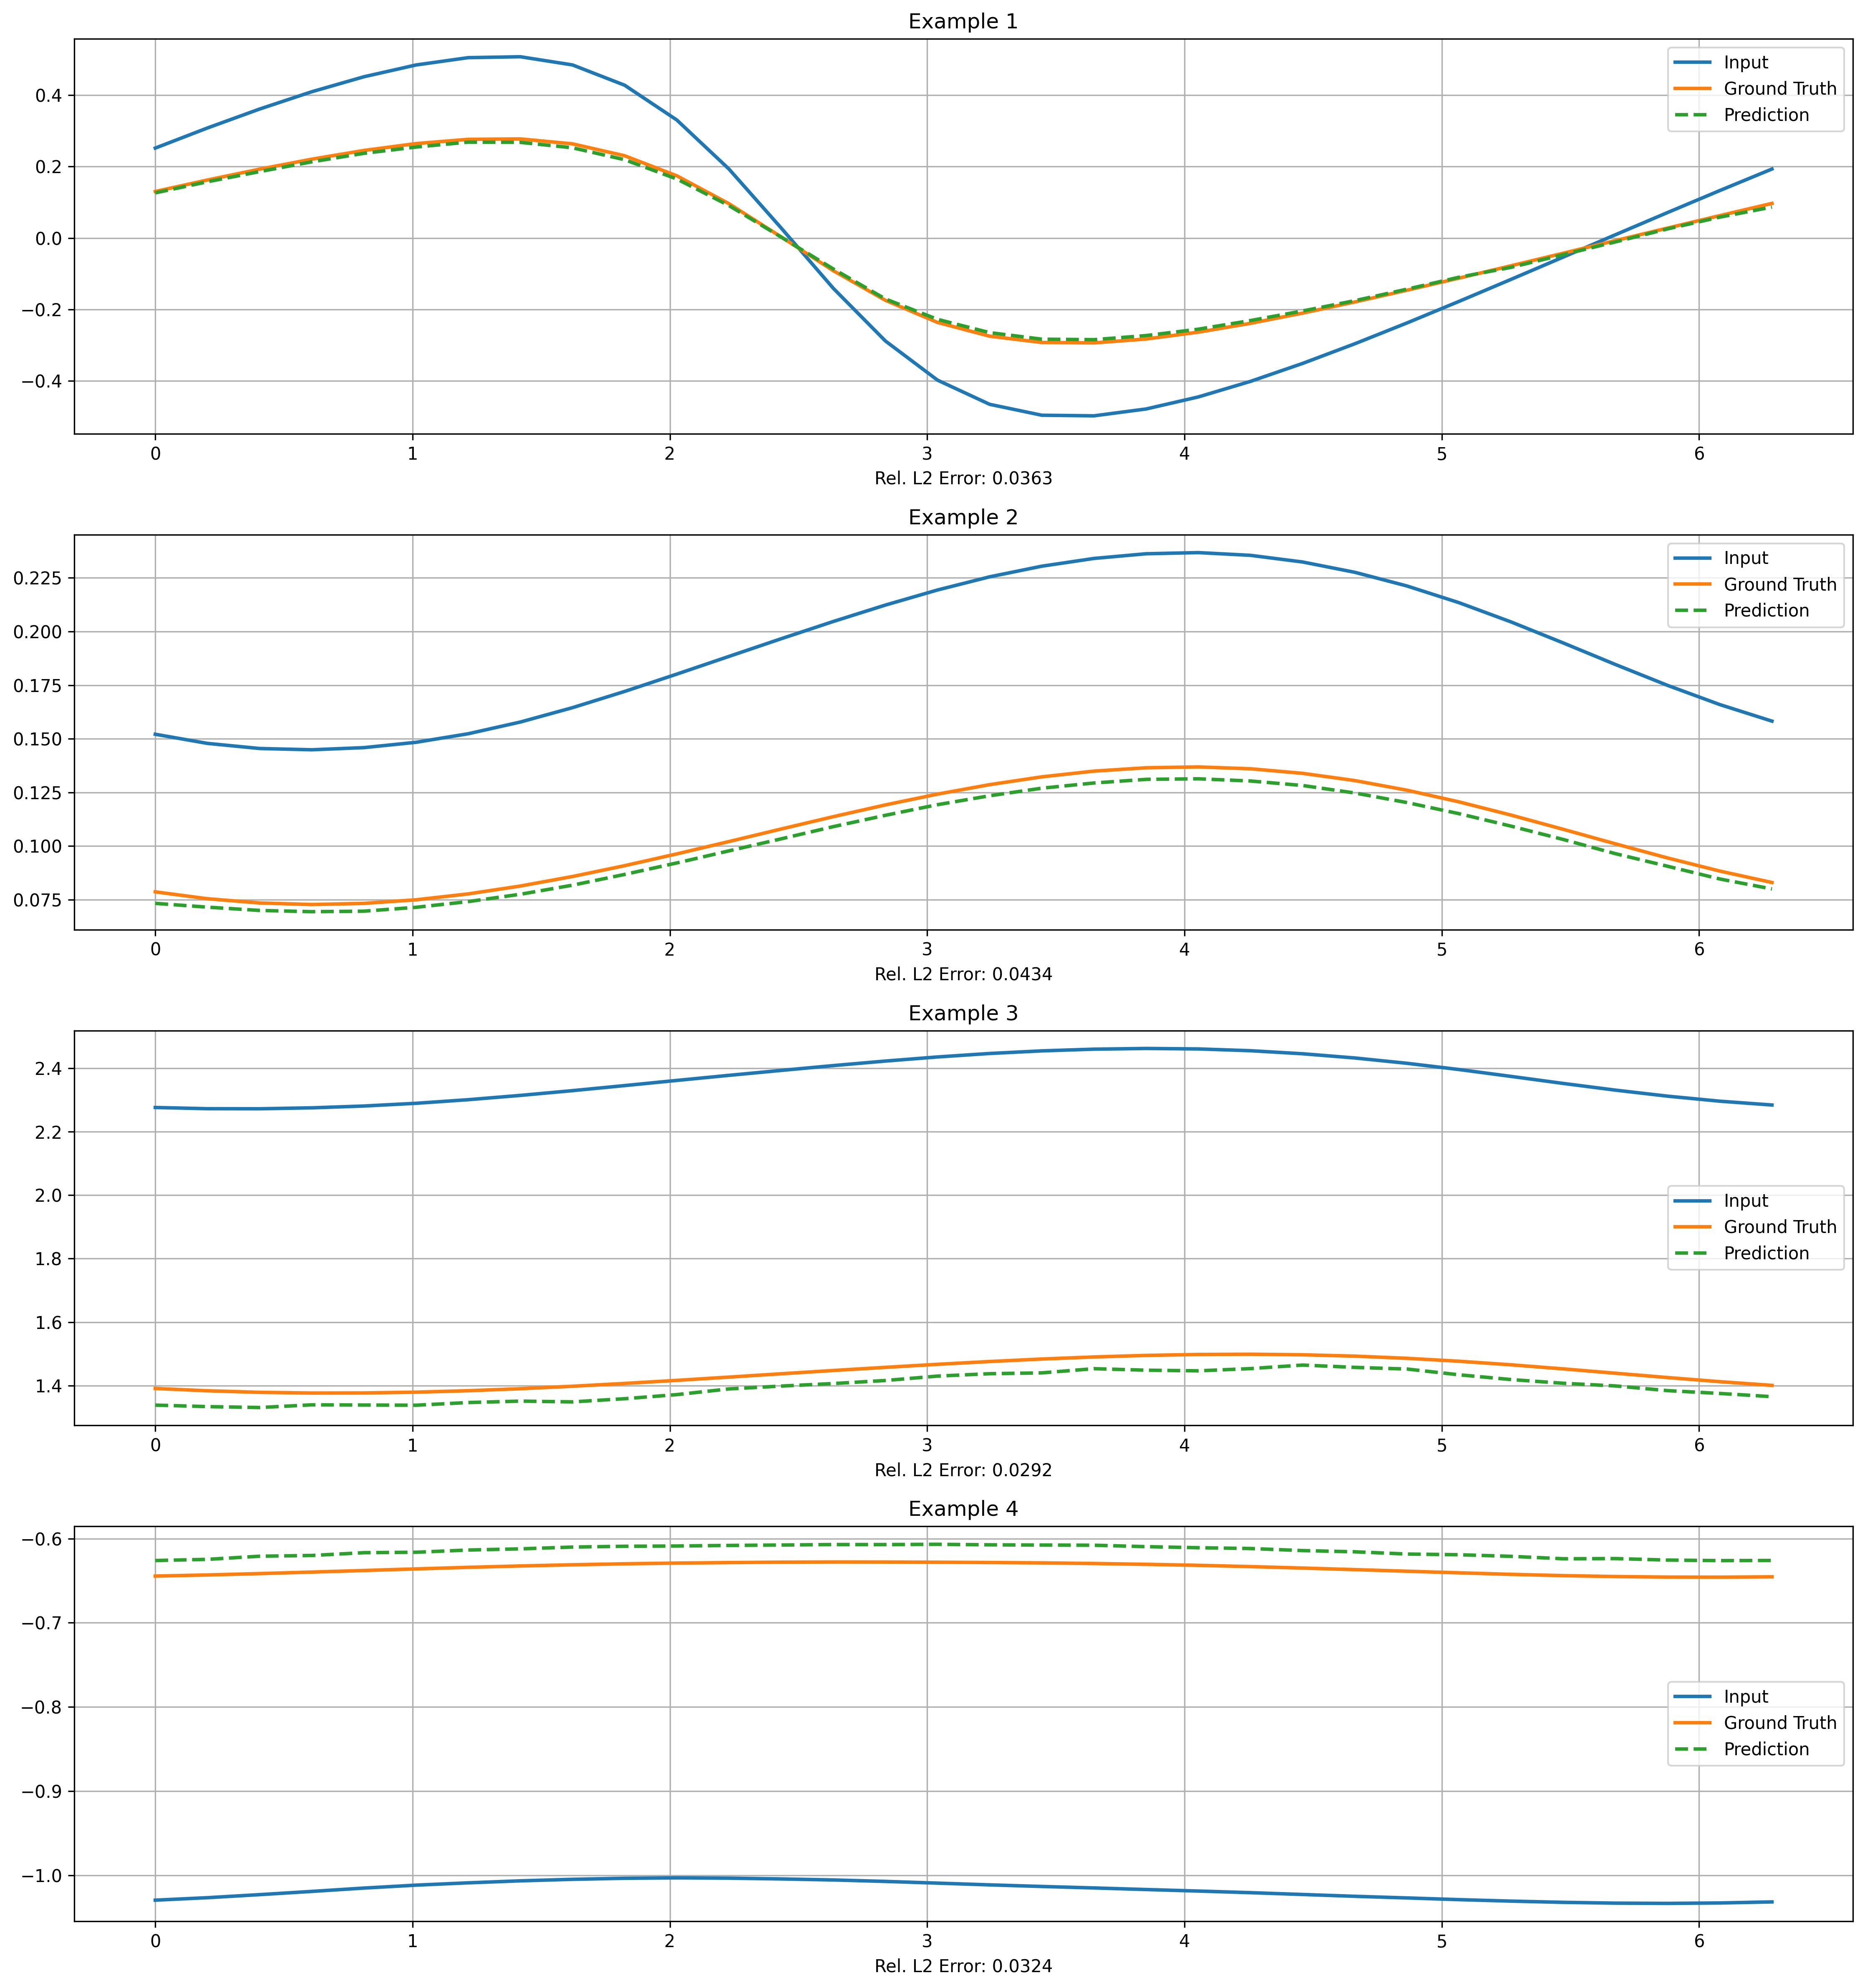 Example 1
Input
Ground Truth
Prediction
0.4
0.2
0.0
−0.2
−0.4
0 1 2 3 4 5 6
Rel. L2 Error: 0.0363
Example 2
Input
Ground Truth
Prediction
0.225
0.200
0.175
0.150
0.125
0.100
0.075
0 1 2 3 4 5 6
Rel. L2 Error: 0.0434
Example 3
2.4
2.2
2.0
Input
Ground Truth
Prediction
1.8
1.6
1.4
0 1 2 3 4 5 6
Rel. L2 Error: 0.0292
Example 4
−0.6
−0.7
Input
Ground Truth
Prediction
−0.8
−0.9
−1.0
0 1 2 3 4 5 6
Rel. L2 Error: 0.0324